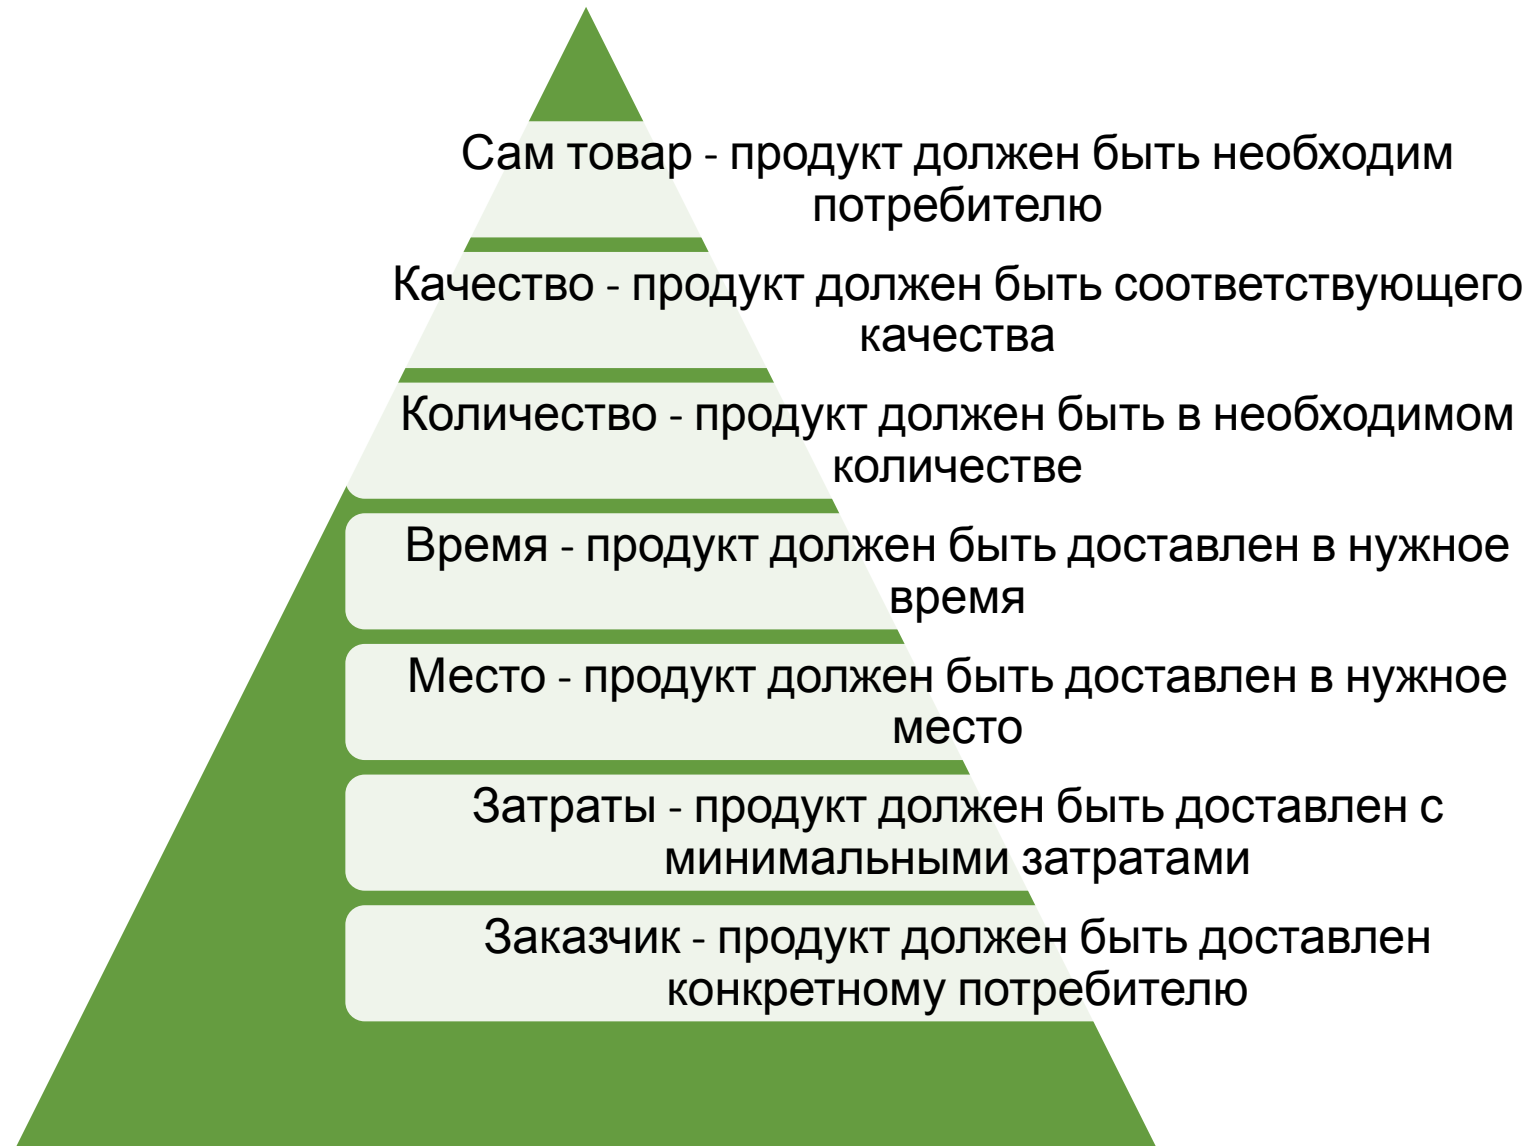 Сам товар - продукт должен быть необходим
потребителю
Качество - продукт должен быть соответствующего
качества
Количество - продукт должен быть в необходимом
количестве
Время - продукт должен быть доставлен в нужное
время
Место - продукт должен быть доставлен в нужное
место
Затраты - продукт должен быть доставлен с
минимальными затратами
Заказчик - продукт должен быть доставлен
конкретному потребителю